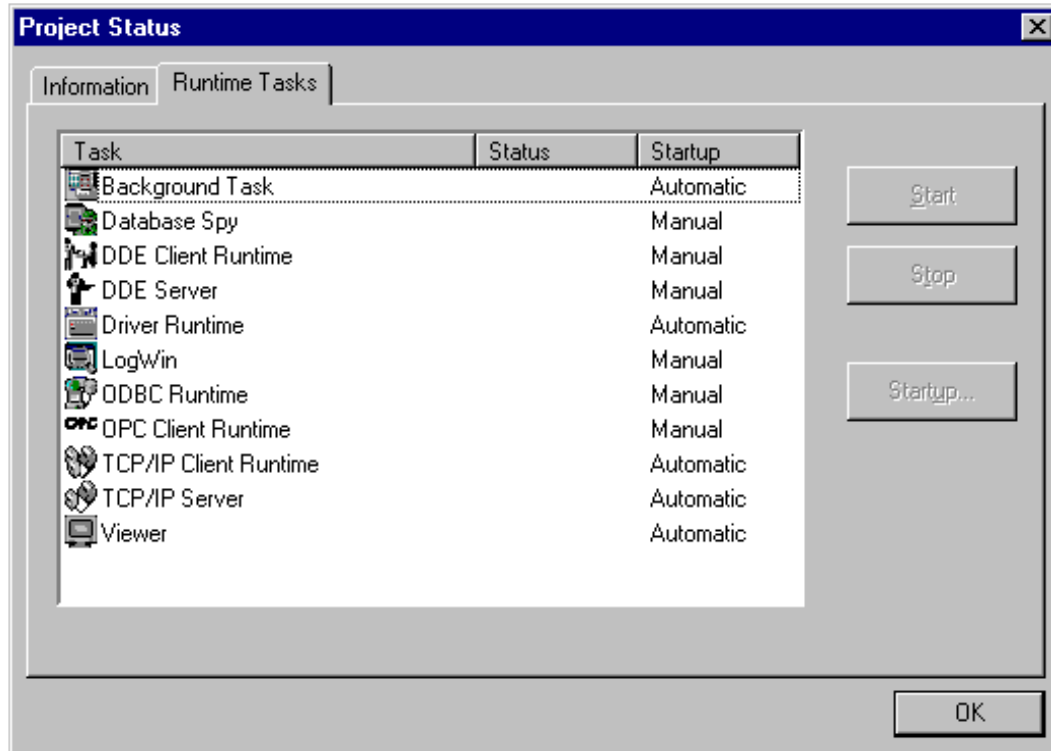 Project Status
Information Runtime Tasks
Task Status Startup
Background Task Automatic
Database Spy Manual
DDE Client Runtime Manual
DDE Server Manual
Driver Runtime Automatic
LogWin Manual
ODBC Runtime Manual
OPC OPC Client Runtime Manual
TCP/IP Client Runtime Automatic
TCP/IP Server Automatic
Viewer Automatic
Start
Stop
Startup...
OK